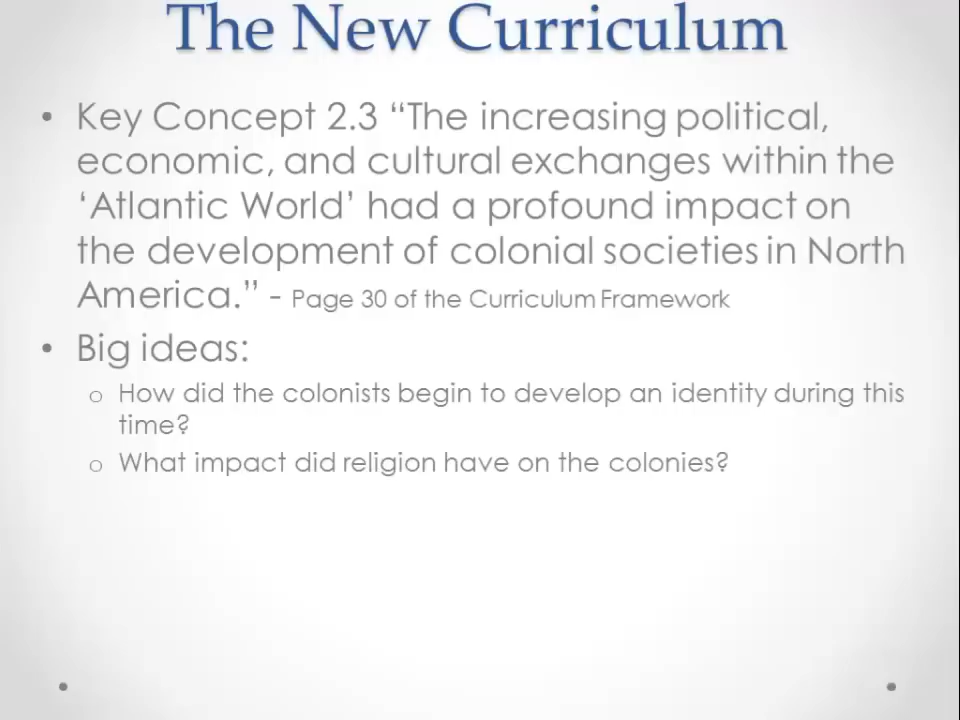 The New Curriculum
• Key Concept 2.3 “The increasing political,
economic, and cultural exchanges within the
‘Atlantic World’ had a profound impact on
the development of colonial societies in North
America.” - Page 30 of the Curriculum Framework
• Big ideas:
o How did the colonists begin to develop an identity during this
time?
o What impact did religion have on the colonies?